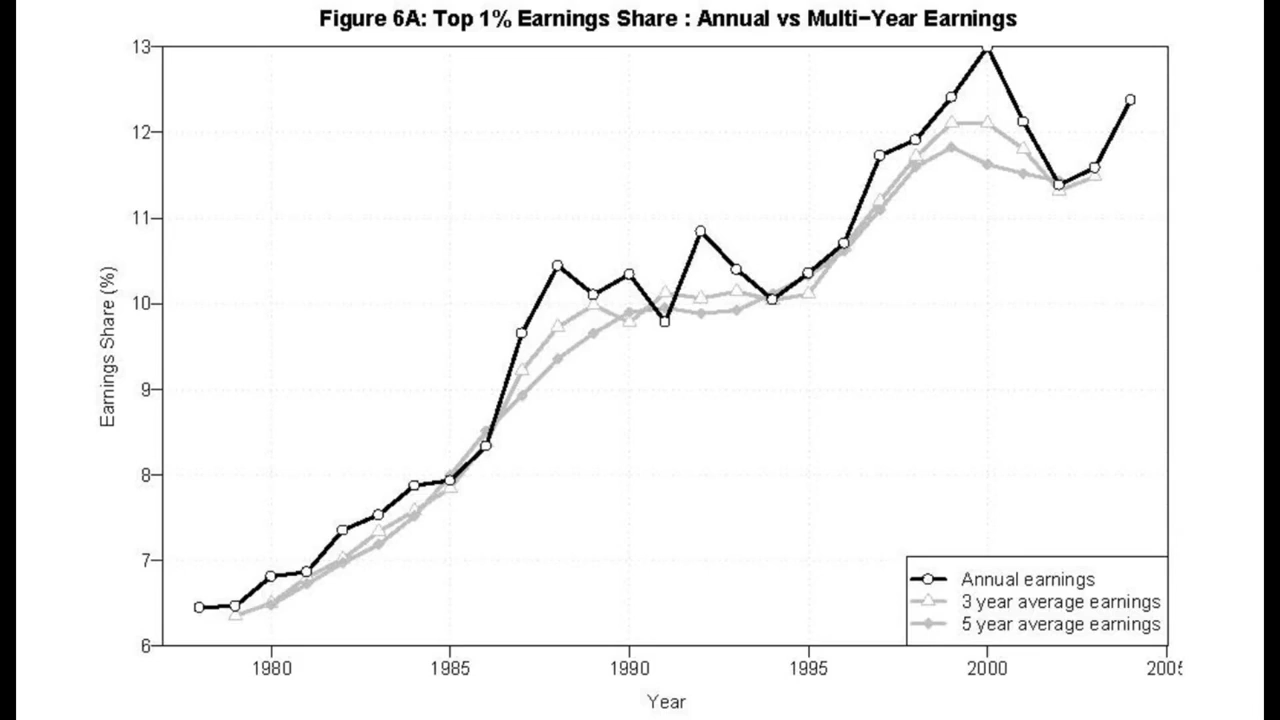 Figure 6A: Top 1% Earnings Share : Annual vs Multi−Year Earnings
13
12
11
10
9
8
7
6
Earnings Share (%)
1980 1985 1990 1995 2000 2005
Year
Annual earnings
3 year average earnings
5 year average earnings